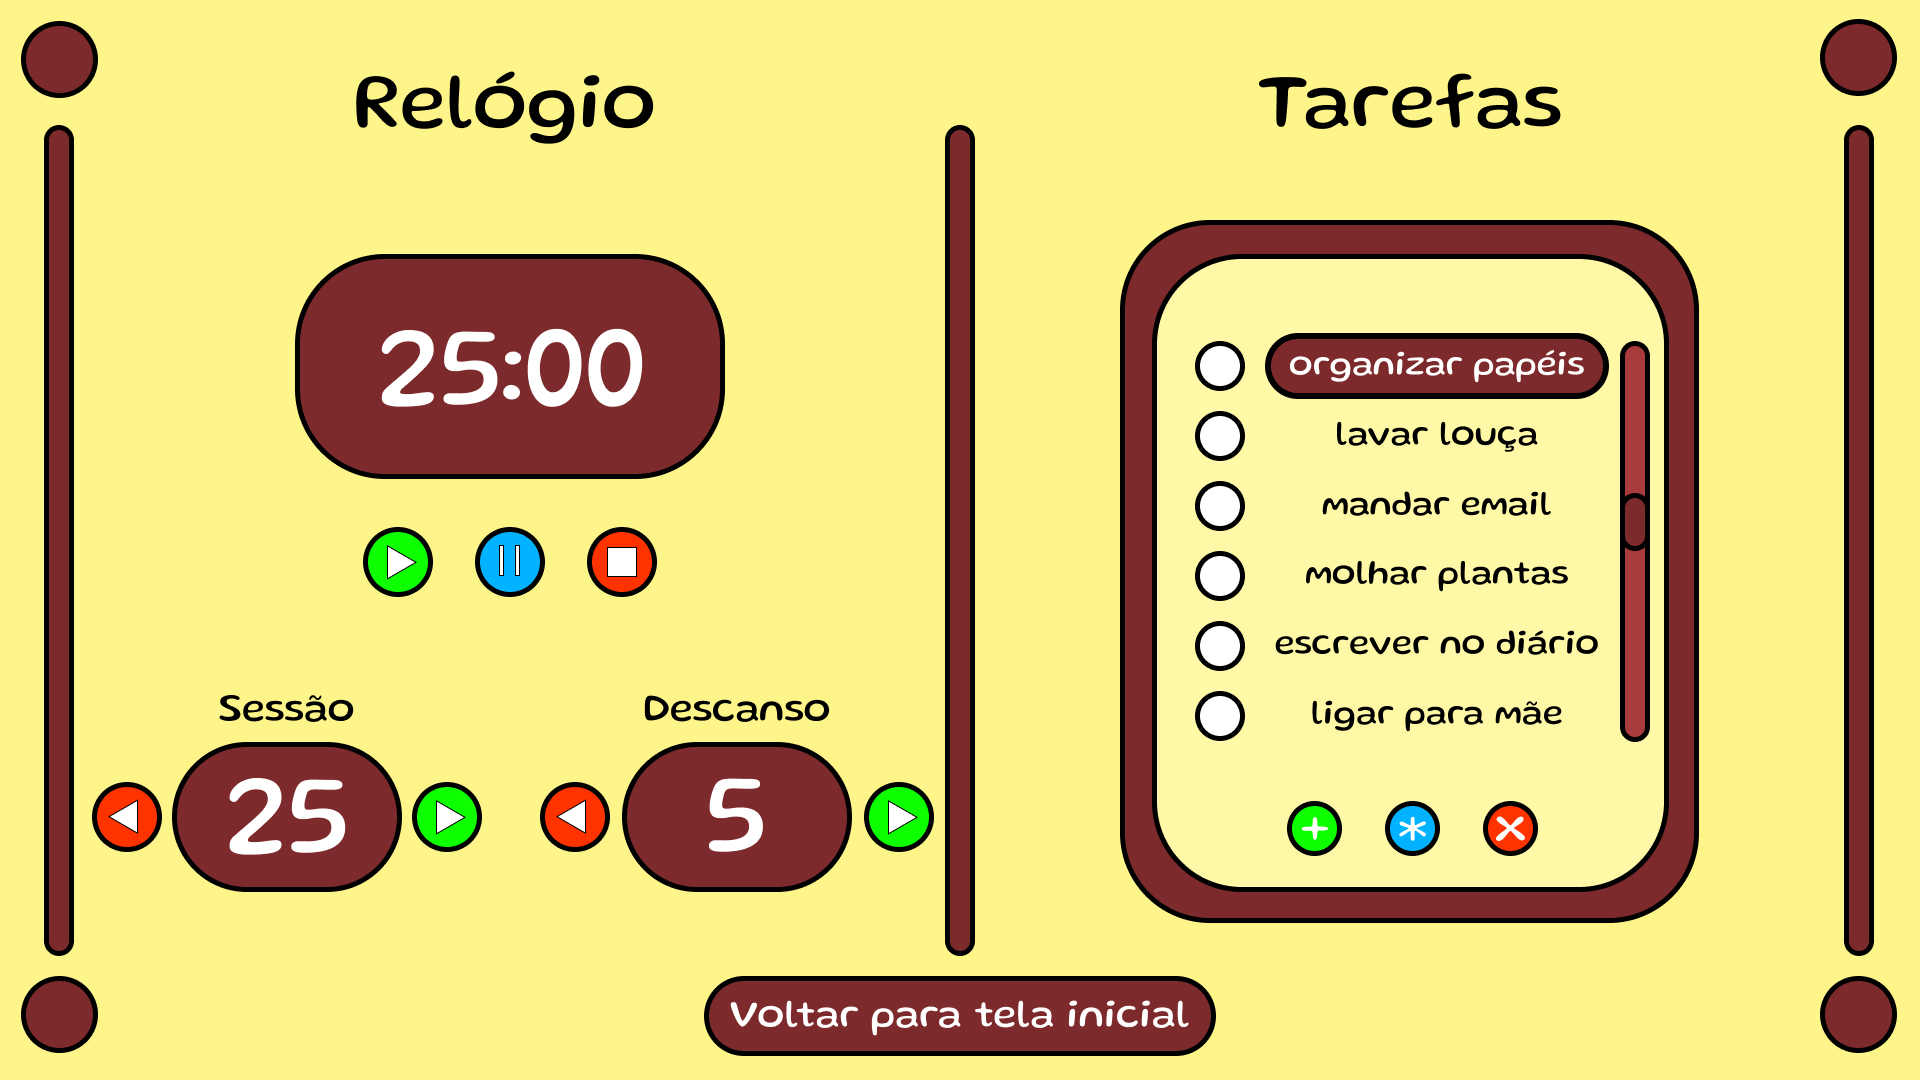 Relógio
25:00
Sessão
25
Descanso
5
Tarefas
organizar papéis
lavar louça
mandar email
molhar plantas
escrever no diário
ligar para mãe
Voltar para tela inicial